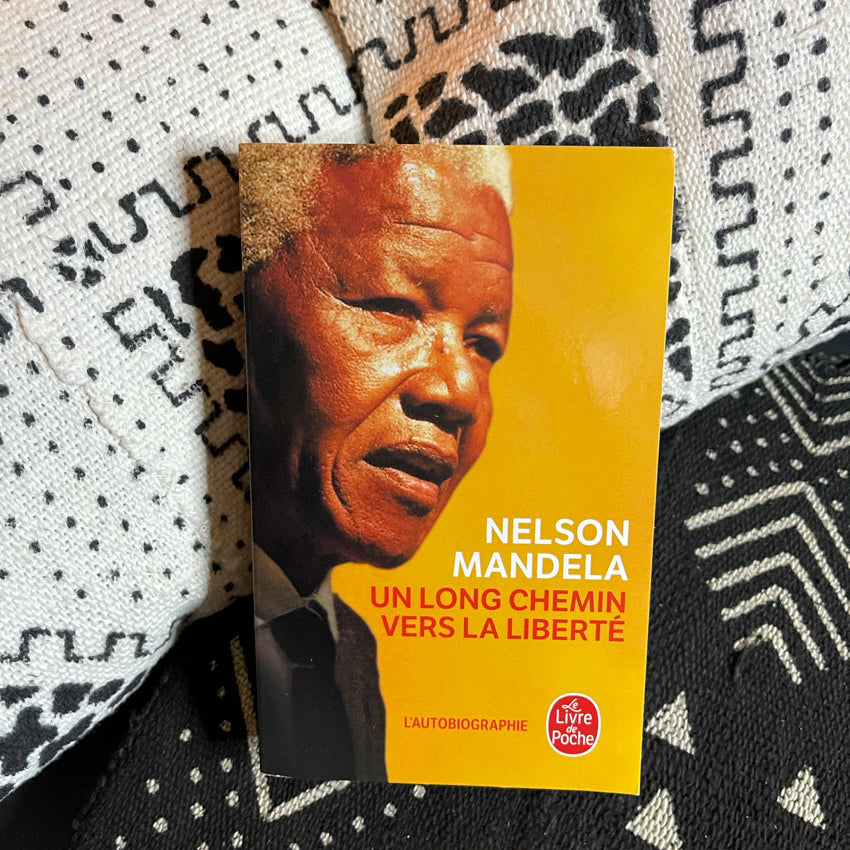 NELSON
MANDELA
UN LONG CHEMIN
VERS LA LIBERTÉ
L'AUTOBIOGRAPHIE
Le
Livre
de
Poche